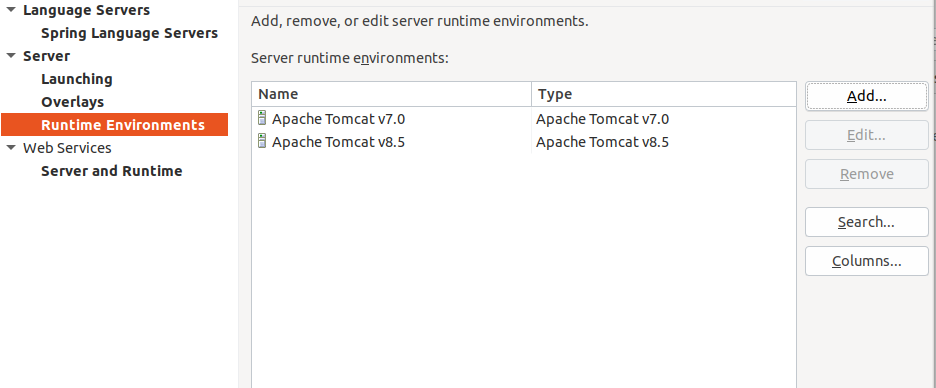 Language Servers
Spring Language Servers
Server
Launching
Overlays
Runtime Environments
Web Services
Server and Runtime
Add, remove, or edit server runtime environments.
Server runtime environments:
Name Type
Apache Tomcat v7.0 Apache Tomcat v7.0
Apache Tomcat v8.5 Apache Tomcat v8.5
Add...
Edit...
Remove
Search...
Columns...